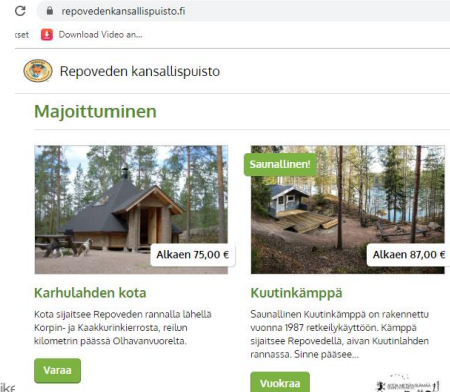 repovedenkansallispuisto.fi
Download Video an...
Repoveden kansallispuisto
Majoittuminen
Alkaen 75,00 €
Karhulahden kota
Kota sijaitsee Repoveden rannalla lähellä
Korpin- ja Kaakkurinkierrosta, reilun
kilometrin päässä Olhavanvuorelta.
Varaa
Saunallinen!
Alkaen 87,00 €
Kuutinkämppä
Saunallinen Kuutinkämppä on rakennettu
vuonna 1987 retkeilykäyttöön. Kämppä
sijaitsee Repovedellä, aivan Kuutinlahden
rannassa. Sinne pääsee...
Vuokraa